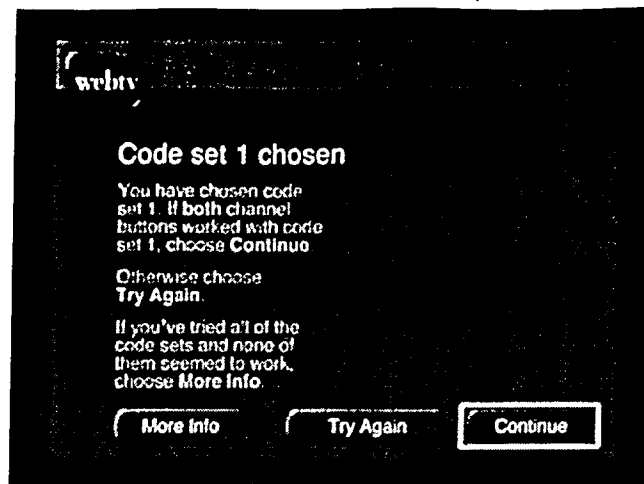 webtv
Code set 1 chosen
You have chosen code
set 1. If both channel
buttons worked with code
set 1, choose Continue.
Otherwise choose
Try Again.
If you've tried all of the
code sets and none of
them seemed to work,
choose More Info.
More Info
Try Again
Continue